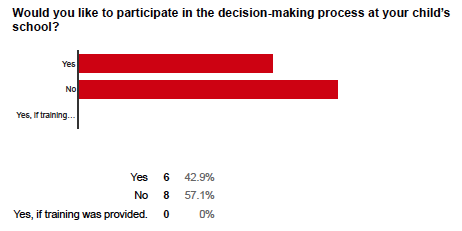 Would you like to participate in the decision-making process at your child's
school?
Yes
No
Yes, if training...
Yes 6 42.9%
No 8 57.1%
Yes, if training was provided. 0 0%